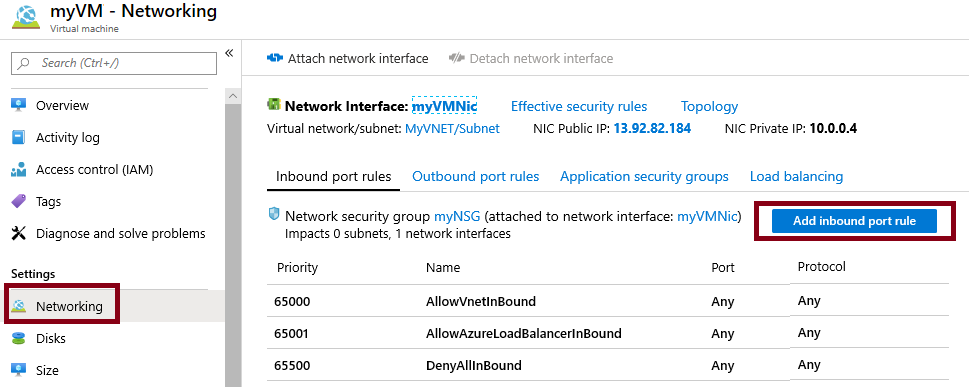 myVM - Networking
Virtual machine
«
Search (Ctrl+/)
Overview
Activity log
Access control (IAM)
Tags
Diagnose and solve problems
Settings
Networking
Disks
Size
Attach network interface Detach network interface
Network Interface: myVMNic Effective security rules Topology
Virtual network/subnet: MyVNET/Subnet NIC Public IP: 13.92.82.184 NIC Private IP: 10.0.0.4
Inbound port rules Outbound port rules Application security groups Load balancing
Network security group myNSG (attached to network interface: myVMNic)
Impacts 0 subnets, 1 network interfaces
Add inbound port rule
Priority Name Port Protocol
65000 AllowVnetInBound Any Any
65001 AllowAzureLoadBalancerInBound Any Any
65500 DenyAllInBound Any Any